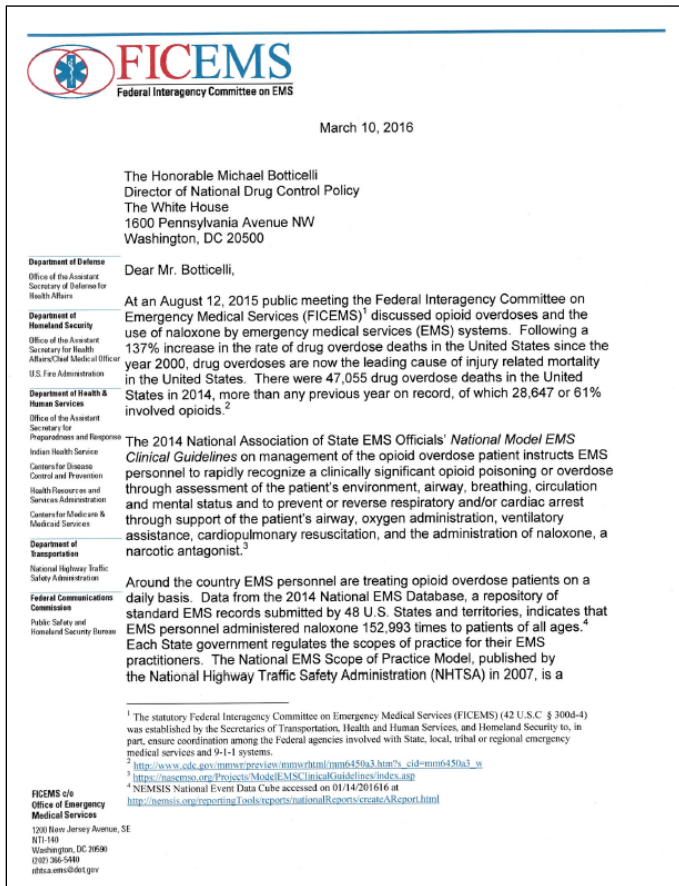 FICEMS
Federal Interagency Committee on EMS
March 10, 2016
The Honorable Michael Botticelli
Director of National Drug Control Policy
The White House
1600 Pennsylvania Avenue NW
Washington, DC 20500
Dear Mr. Botticelli,
At an August 12, 2015 public meeting the Federal Interagency Committee on
Emergency Medical Services (FICEMS)¹ discussed opioid overdoses and the
use of naloxone by emergency medical services (EMS) systems. Following a
137% increase in the rate of drug overdose deaths in the United States since the
year 2000, drug overdoses are now the leading cause of injury related mortality
in the United States. There were 47,055 drug overdose deaths in the United
States in 2014, more than any previous year on record, of which 28,647 or 61%
involved opioids.²
The 2014 National Association of State EMS Officials' National Model EMS
Clinical Guidelines on management of the opioid overdose patient instructs EMS
personnel to rapidly recognize a clinically significant opioid poisoning or overdose
through assessment of the patient's environment, airway, breathing, circulation
and mental status and to prevent or reverse respiratory and/or cardiac arrest
through support of the patient's airway, oxygen administration, ventilatory
assistance, cardiopulmonary resuscitation, and the administration of naloxone, a
narcotic antagonist.³
Around the country EMS personnel are treating opioid overdose patients on a
daily basis. Data from the 2014 National EMS Database, a repository of
standard EMS records submitted by 48 U.S. States and territories, indicates that
EMS personnel administered naloxone 152,993 times to patients of all ages.⁴
Each State government regulates the scopes of practice for their EMS
practitioners. The National EMS Scope of Practice Model, published by
the National Highway Traffic Safety Administration (NHTSA) in 2007, is a
¹ The statutory Federal Interagency Committee on Emergency Medical Services (FICEMS) (42 U.S.C § 300d-4)
was established by the Secretaries of Transportation, Health and Human Services, and Homeland Security to, in
part, ensure coordination among the Federal agencies involved with State, local, tribal or regional emergency
medical services and 9-1-1 systems.
² http://www.cdc.gov/mmwr/preview/mmwrhtml/mm6450a3.htm?s_cid=mm6450a3_w
³ https://nasemso.org/Projects/ModelEMSClinicalGuidelines/index.asp
⁴ NEMSIS National Event Data Cube accessed on 01/14/201616 at
http://nemsis.org/reportingTools/reports/nationalReports/createAReport.html
Department of Defense
Office of the Assistant
Secretary of Defense for
Health Affairs
Department of
Homeland Security
Office of the Assistant
Secretary for Health
Affairs/Chief Medical Officer
U.S. Fire Administration
Department of Health &
Human Services
Office of the Assistant
Secretary for
Preparedness and Response
Indian Health Service
Centers for Disease
Control and Prevention
Health Resources and
Services Administration
Centers for Medicare &
Medicaid Services
Department of
Transportation
National Highway Traffic
Safety Administration
Federal Communications
Commission
Public Safety and
Homeland Security Bureau
FICEMS c/o
Office of Emergency
Medical Services
1200 New Jersey Avenue, SE
NTI-140
Washington, DC 20590
(202) 366-5440
nhtsa.ems@dot.gov